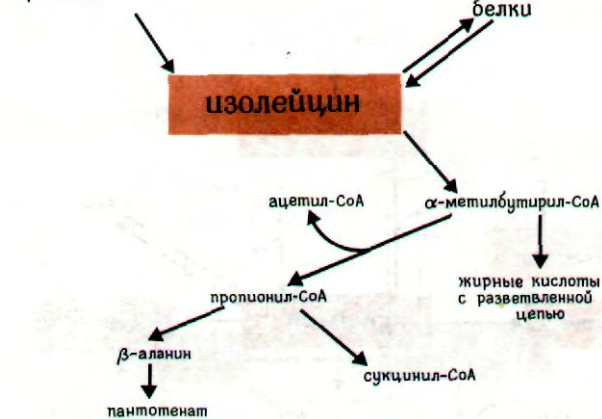 белки
изолейцин
ацетил-CoA
α-метилбутирил-CoA
жирные кислоты
с разветвленной
цепью
пропионил-CoA
β-аланин
сукцинил-CoA
пантотенат